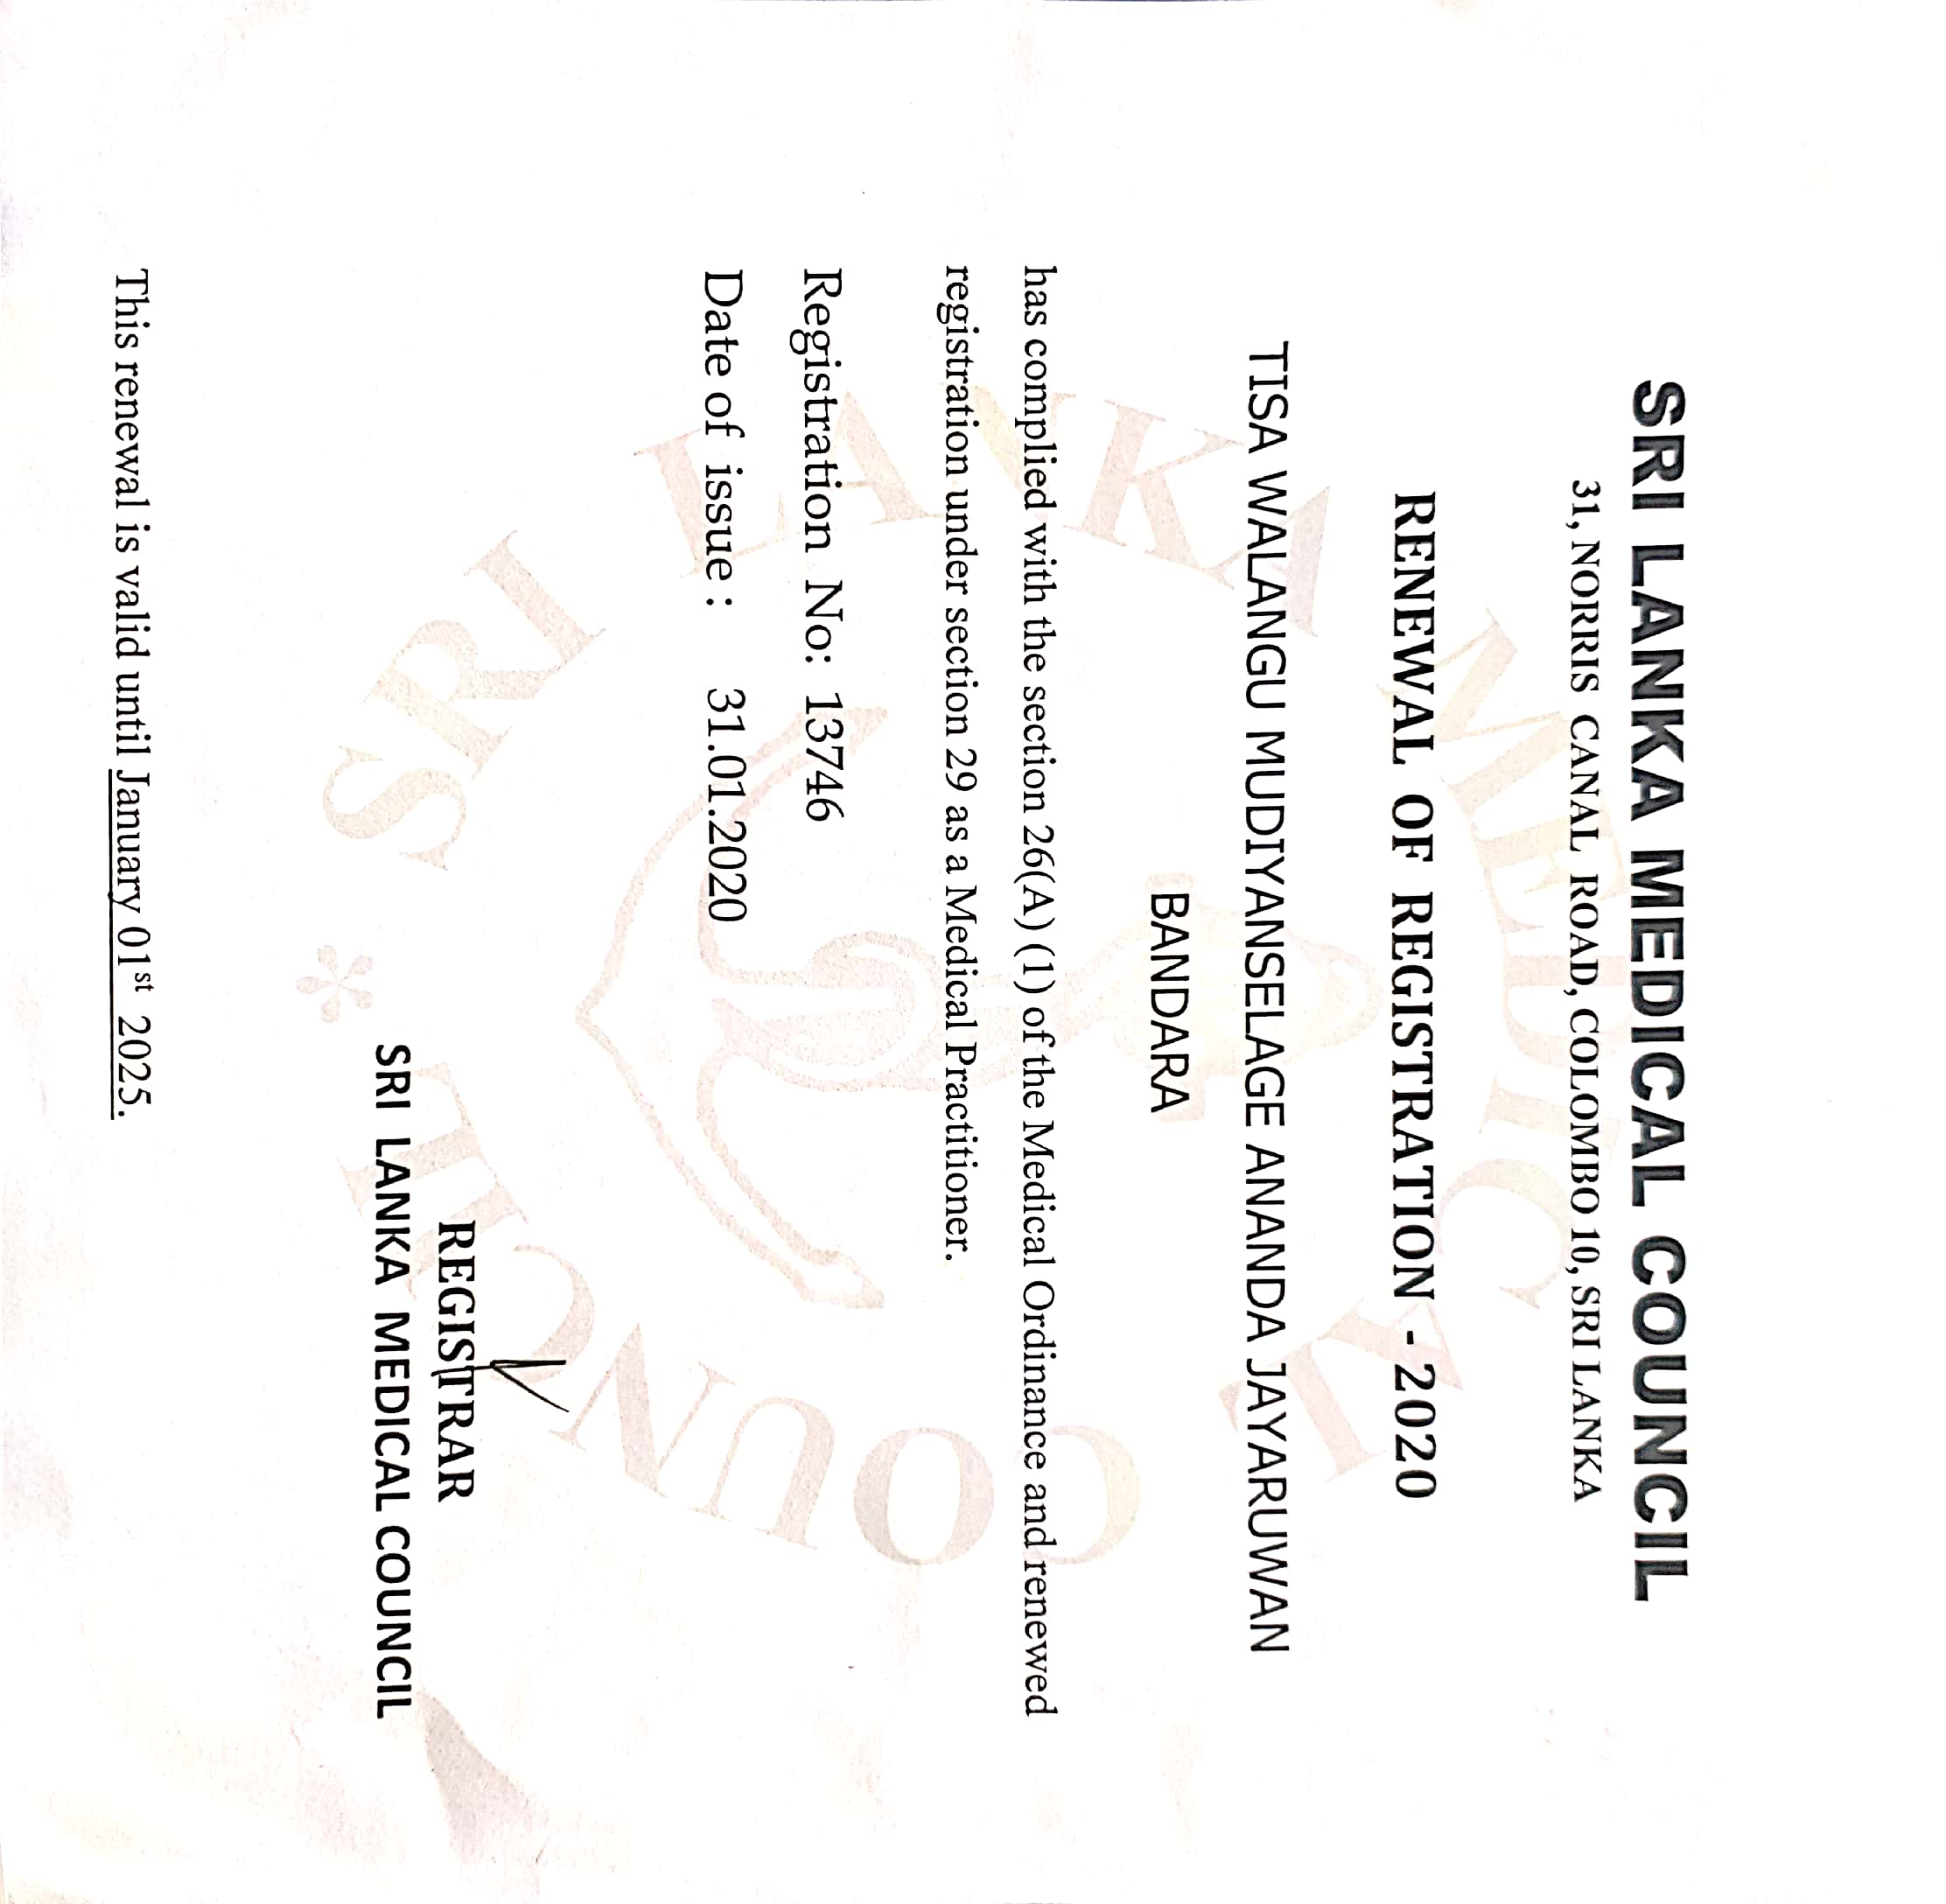 SRI LANKA MEDICAL COUNCIL
31, NORRIS CANAL ROAD, COLOMBO 10, SRI LANKA
RENEWAL OF REGISTRATION - 2020
TISA WALANGU MUDIYANSELAGE ANANDA JAYARUWAN
BANDARA
has complied with the section 26(A) (1) of the Medical Ordinance and renewed
registration under section 29 as a Medical Practitioner.
Registration No: 13746
Date of issue : 31.01.2020
REGISTRAR
SRI LANKA MEDICAL COUNCIL
This renewal is valid until January 01st 2025.
SRI LANKA MEDICAL COUNCIL